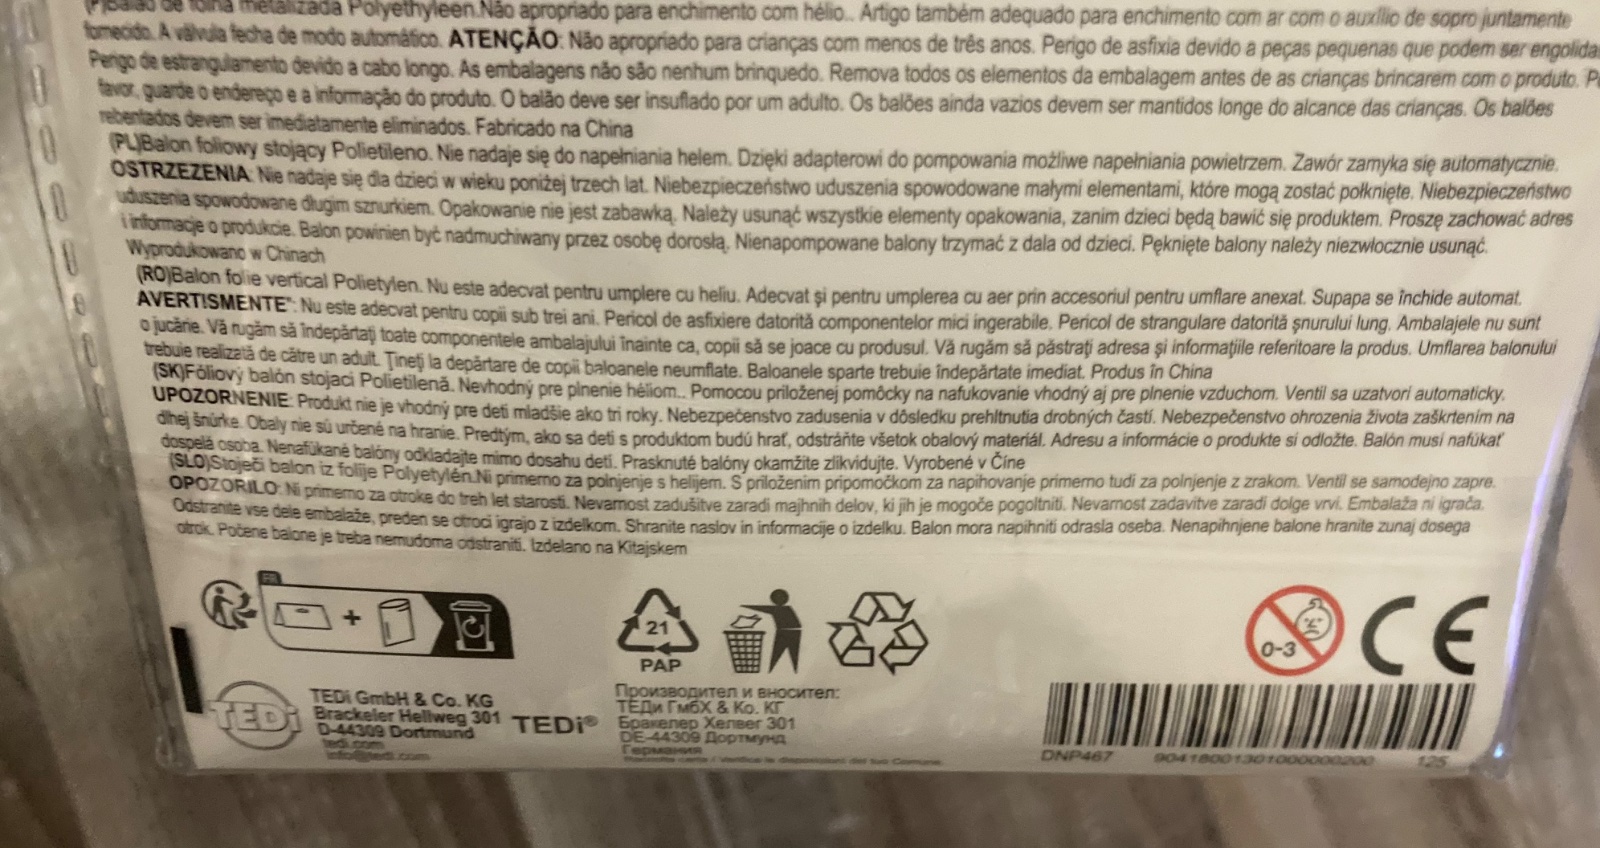 (P)Balão de folha metalizada Polyethyleen.Não apropriado para enchimento com hélio.. Artigo também adequado para enchimento com ar com o auxílio de sopro juntamente
fornecido. A válvula fecha de modo automático. ATENÇÃO: Não apropriado para crianças com menos de três anos. Perigo de asfixia devido a peças pequenas que podem ser engolidas
Perigo de estrangulamento devido a cabo longo. As embalagens não são nenhum brinquedo. Remova todos os elementos da embalagem antes de as crianças brincarem com o produto.
favor, guarde o endereço e a informação do produto. O balão deve ser insuflado por um adulto. Os balões ainda vazios devem ser mantidos longe do alcance das crianças. Os balões
rebentados devem ser imediatamente eliminados. Fabricado na China
(PL)Balon foliowy stojący Polietileno. Nie nadaje się do napełniania helem. Dzięki adapterowi do pompowania możliwe napełniania powietrzem. Zawór zamyka się automatycznie.
OSTRZEZENIA: Nie nadaje się dla dzieci w wieku poniżej trzech lat. Niebezpieczeństwo uduszenia spowodowane małymi elementami, które mogą zostać połknięte. Niebezpieczeństwo
uduszenia spowodowane długim sznurkiem. Opakowanie nie jest zabawką. Należy usunąć wszystkie elementy opakowania, zanim dzieci będą bawić się produktem. Proszę zachować adres
i informacje o produkcie. Balon powinien być nadmuchiwany przez osobę dorosłą. Nienapompowane balony trzymać z dala od dzieci. Pęknięte balony należy niezwłocznie usunąć.
Wyprodukowano w Chinach
(RO)Balon folie vertical Polietylen. Nu este adecvat pentru umplere cu heliu. Adecvat şi pentru umplerea cu aer prin accesoriul pentru umflare anexat. Supapa se închide automat.
AVERTISMENTE": Nu este adecvat pentru copii sub trei ani. Pericol de asfixiere datorită componentelor mici ingerabile. Pericol de strangulare datorită şnurului lung. Ambalajele nu sunt
o jucărie. Vă rugăm să îndepărtaţi toate componentele ambalajului înainte ca, copii să se joace cu produsul. Vă rugăm să păstraţi adresa şi informaţiile referitoare la produs. Umflarea balonului
trebuie realizată de către un adult. Ţineţi la depărtare de copii baloanele neumflate. Baloanele sparte trebuie îndepărtate imediat. Produs în China
(SK)Fóliový balón stojaci Polietilenă. Nevhodný pre plnenie héliom.. Pomocou priloženej pomôcky na nafukovanie vhodný aj pre plnenie vzduchom. Ventil sa uzatvorí automaticky.
UPOZORNENIE: Produkt nie je vhodný pre deti mladšie ako tri roky. Nebezpečenstvo zadusenia v dôsledku prehltnutia drobných častí. Nebezpečenstvo ohrozenia života zaškrtením na
dlhej šnúrke. Obaly nie sú určené na hranie. Predtým, ako sa deti s produktom budú hrať, odstráňte všetok obalový materiál. Adresu a informácie o produkte si odložte. Balón musí nafúkať
dospelá osoba. Nenafúkané balóny odkladajte mimo dosahu detí. Prasknuté balóny okamžite zlikvidujte. Vyrobené v Číne
(SLO)Stoječi balon iz folije Polyetylén.Ni primerno za polnjenje s helijem. S priloženim pripomočkom za napihovanje primerno tudi za polnjenje z zrakom. Ventil se samodejno zapre.
OPOZORILO: Ni primerno za otroke do treh let starosti. Nevarnost zadušitve zaradi majhnih delov, ki jih je mogoče pogoltniti. Nevarnost zadavitve zaradi dolge vrvi. Embalaža ni igrača.
Odstranite vse dele embalaže, preden se otroci igrajo z izdelkom. Shranite naslov in informacije o izdelku. Balon mora napihniti odrasla oseba. Nenapihnjene balone hranite zunaj dosega
otrok. Počene balone je treba nemudoma odstraniti. Izdelano na Kitajskem
FR
+
21
PAP
0-3
CE
TEDi
TEDi GmbH & Co. KG
Brackeler Hellweg 301
D-44309 Dortmund
tedi.com
info@tedi.com
TEDi®
Производител и вносител:
ТЕДи ГмбХ & Ко. КГ
Бракелер Хелвег 301
DE-44309 Дортмунд
Германия
Raccolta carta / Verifica le disposizioni del tuo Comune.
DNP467 90418001301000000200 125